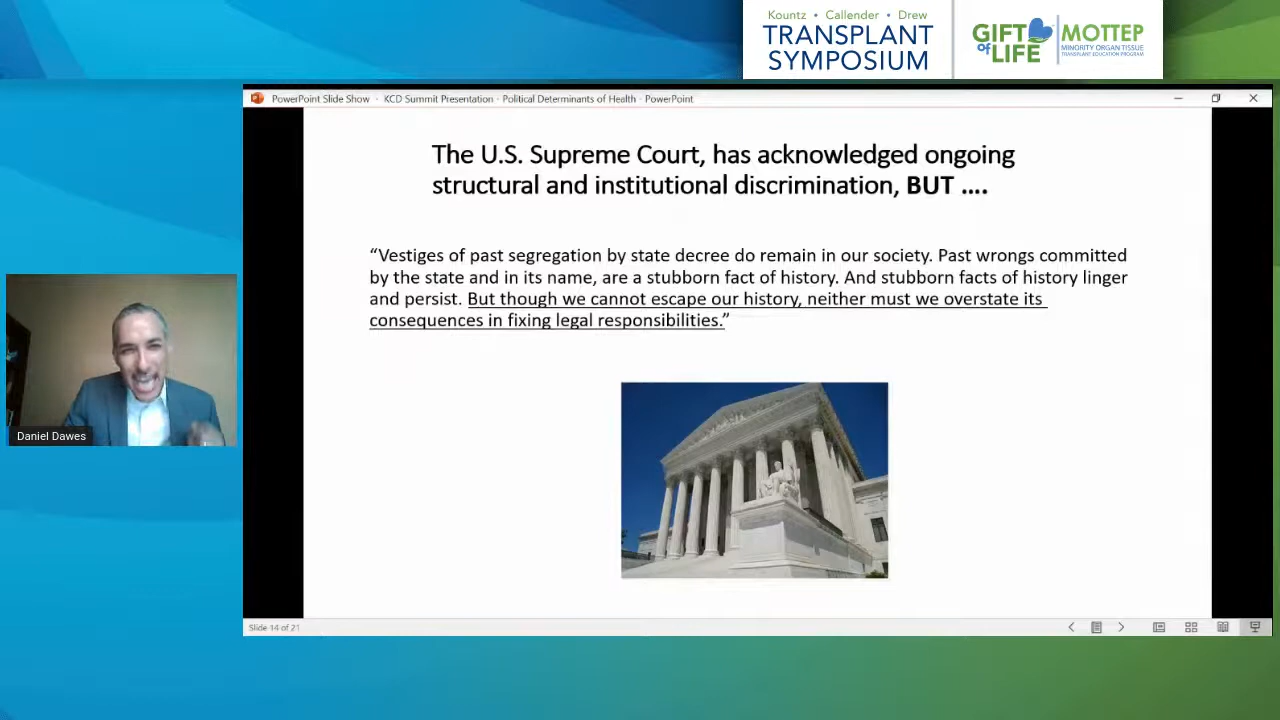 Kountz • Callender • Drew
TRANSPLANT
SYMPOSIUM
GIFT
of LIFE
MOTTEP
MINORITY ORGAN TISSUE
TRANSPLANT EDUCATION PROGRAM
PowerPoint Slide Show - KCD Summit Presentation - Political Determinants of Health - PowerPoint
The U.S. Supreme Court, has acknowledged ongoing
structural and institutional discrimination, BUT ....
“Vestiges of past segregation by state decree do remain in our society. Past wrongs committed
by the state and in its name, are a stubborn fact of history. And stubborn facts of history linger
and persist. But though we cannot escape our history, neither must we overstate its
consequences in fixing legal responsibilities.”
Daniel Dawes
Slide 14 of 21